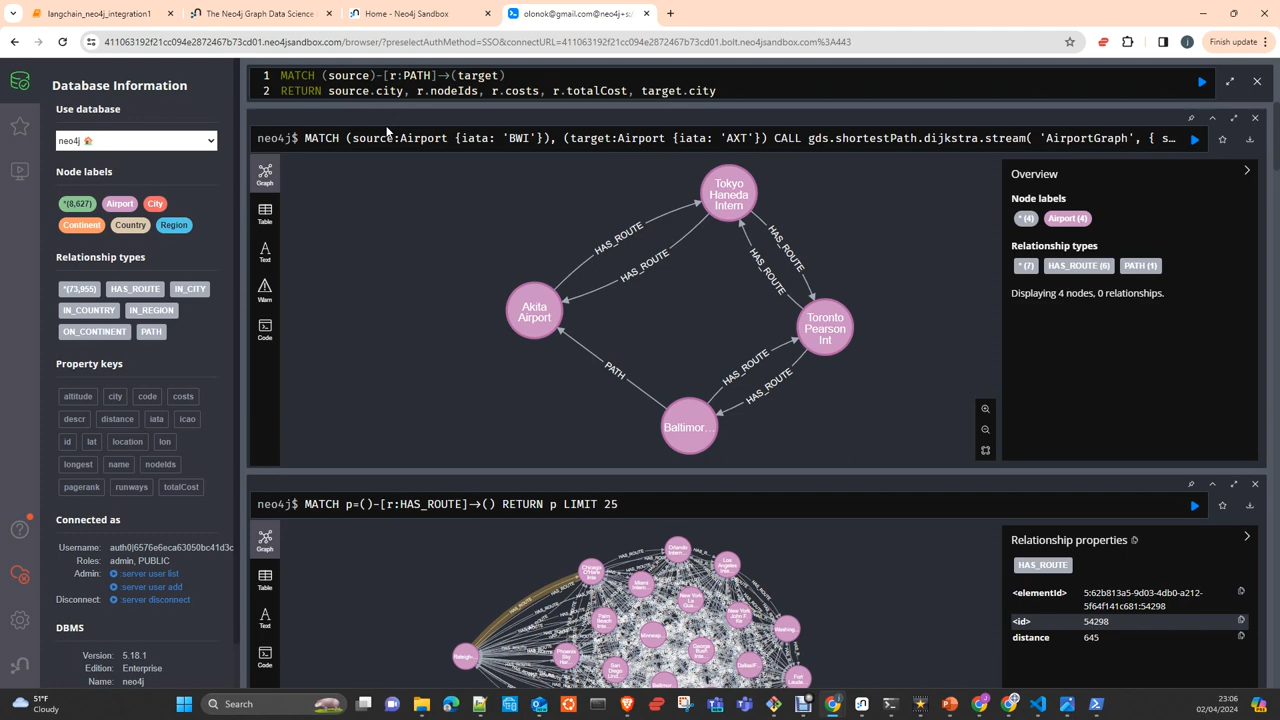 langchain_neo4j_integration1
The Neo4j Graph Data Science
Home - Neo4j Sandbox
olonok@gmail.com@neo4j+s:/
411063192f21cc094e2867467b73cd01.neo4jsandbox.com/browser/?preselectAuthMethod=SSO&connectURL=411063192f21cc094e2867467b73cd01.bolt.neo4jsandbox.com%3A443
Finish update
Database Information
Use database
neo4j
Node labels
*(8,627) Airport City
Continent Country Region
Relationship types
*(73,955) HAS_ROUTE IN_CITY
IN_COUNTRY IN_REGION
ON_CONTINENT PATH
Property keys
altitude city code costs
descr distance iata icao
id lat location lon
longest name nodeIds
pagerank runways totalCost
Connected as
Username: auth0|6576e6eca63050bc41d3c
Roles: admin, PUBLIC
Admin: :server user list
:server user add
Disconnect: :server disconnect
DBMS
Version: 5.18.1
Edition: Enterprise
Name: neo4j
1 MATCH (source)-[r:PATH]→(target)
2 RETURN source.city, r.nodeIds, r.costs, r.totalCost, target.city
neo4j$ MATCH (source:Airport {iata: 'BWI'}), (target:Airport {iata: 'AXT'}) CALL gds.shortestPath.dijkstra.stream( 'AirportGraph', { s…
Graph
Table
Text
Warn
Code
Tokyo
Haneda
Intern
HAS_ROUTE
HAS_ROUTE
HAS_ROUTE
HAS_ROUTE
Akita
Airport
Toronto
Pearson
Int
PATH
HAS_ROUTE
HAS_ROUTE
Baltimor...
Overview
Node labels
* (4) Airport (4)
Relationship types
* (7) HAS_ROUTE (6) PATH (1)
Displaying 4 nodes, 0 relationships.
neo4j$ MATCH p=()-[r:HAS_ROUTE]→() RETURN p LIMIT 25
Graph
Table
Text
Code
Relationship properties
HAS_ROUTE
<elementId> 5:62b813a5-9d03-4db0-a212-
5f64f141c681:54298
<id> 54298
distance 645
51°F
Cloudy
Search
23:06
02/04/2024